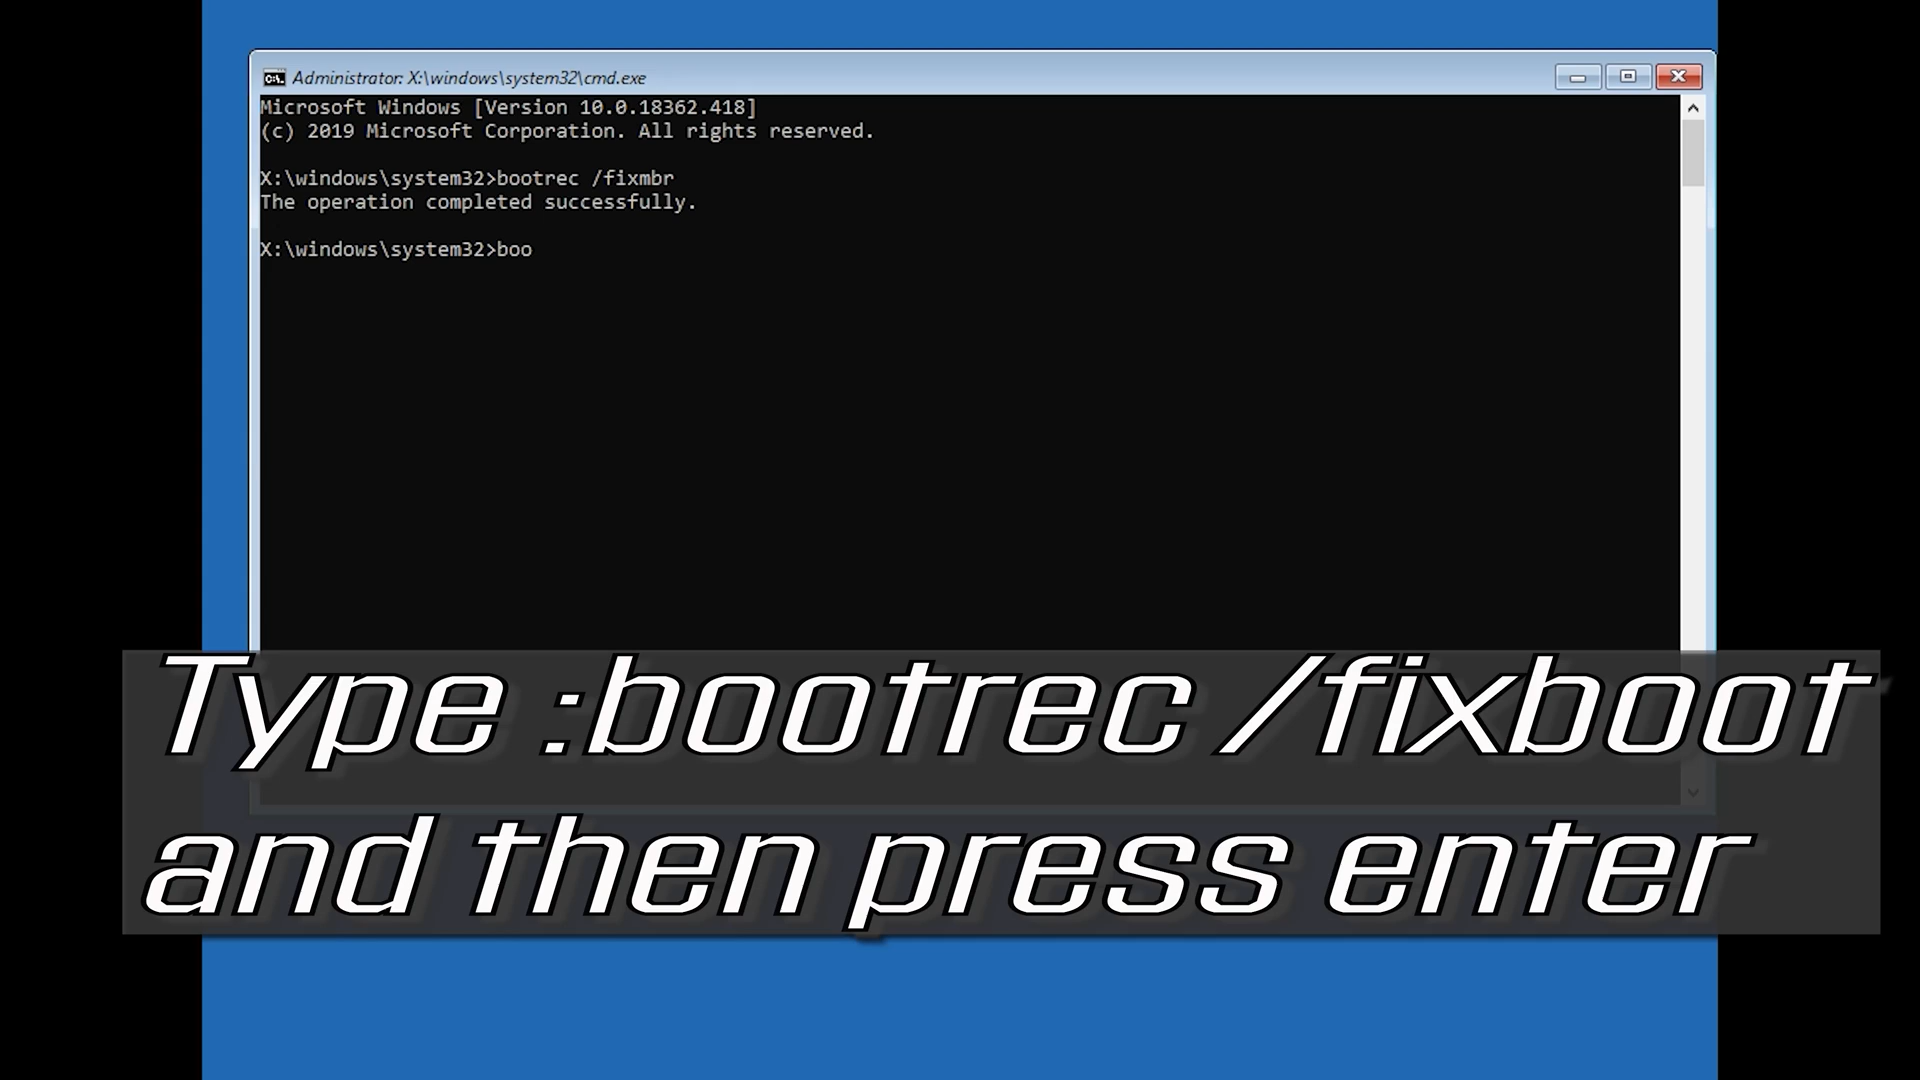 Administrator: X:\windows\system32\cmd.exe
Microsoft Windows [Version 10.0.18362.418]
(c) 2019 Microsoft Corporation. All rights reserved.
X:\windows\system32>bootrec /fixmbr
The operation completed successfully.
X:\windows\system32>boo
Type :bootrec /fixboot
and then press enter